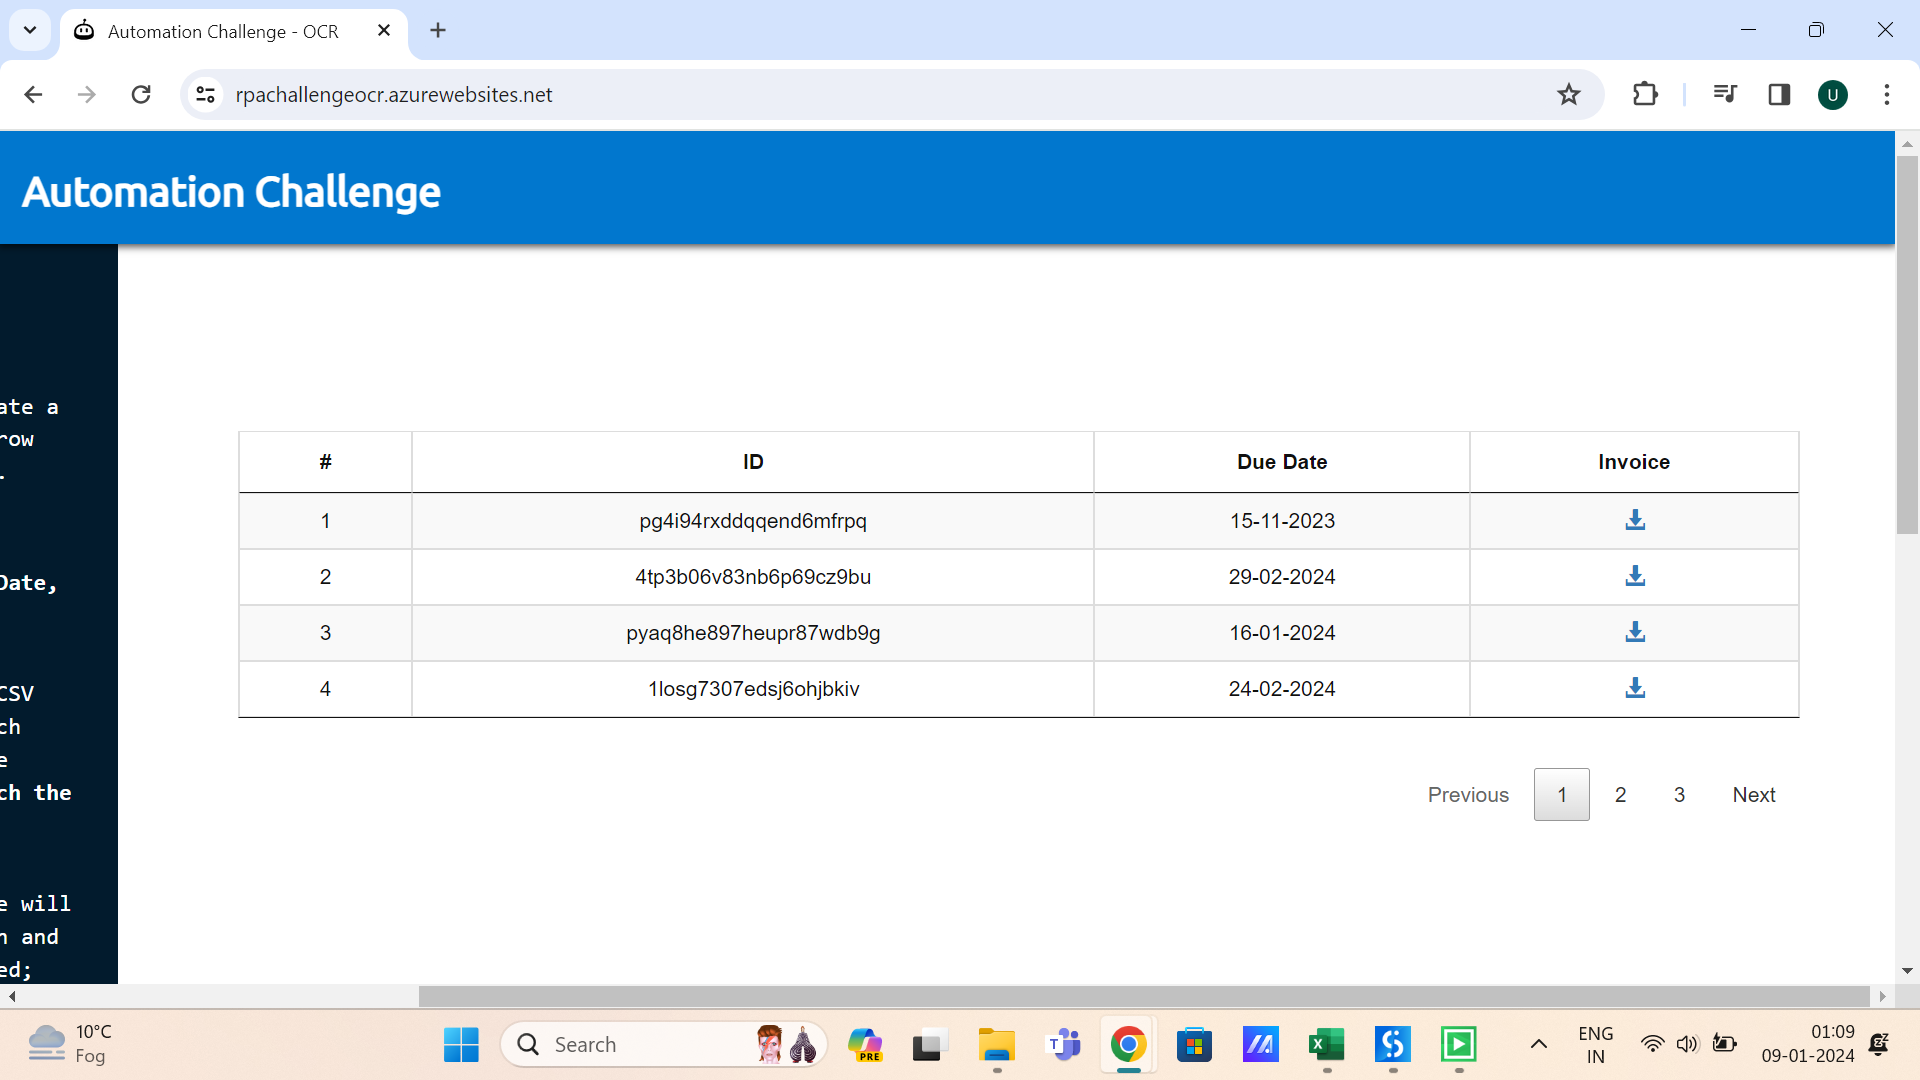 Automation Challenge - OCR
rpachallengeocr.azurewebsites.net
U
Automation Challenge
ate a
row
.
Date,
CSV
ch
e
ch the
e will
n and
ed;
# ID Due Date Invoice
1 pg4i94rxddqqend6mfrpq 15-11-2023
2 4tp3b06v83nb6p69cz9bu 29-02-2024
3 pyaq8he897heupr87wdb9g 16-01-2024
4 1losg7307edsj6ohjbkiv 24-02-2024
Previous 1 2 3 Next
10°C
Fog
Search
PRE
ENG
IN
01:09
09-01-2024